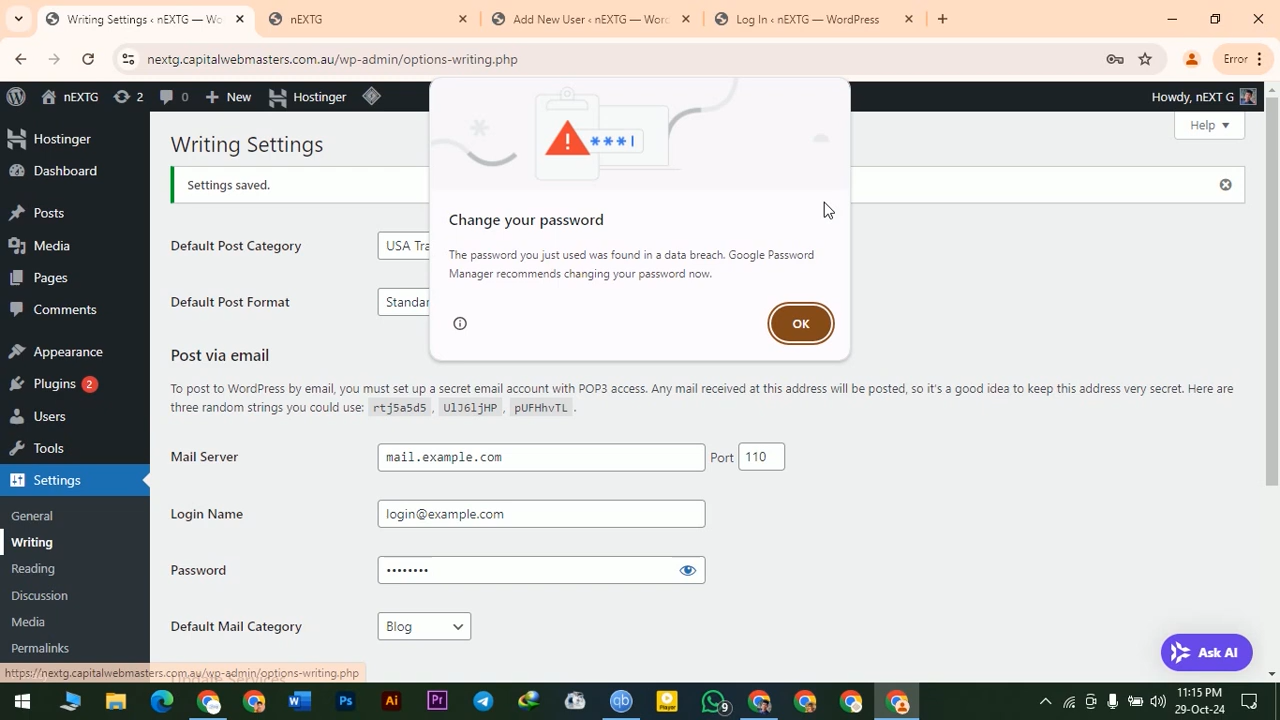 Writing Settings ‹ nEXTG — Wo
nEXTG
Add New User ‹ nEXTG — Word
Log In ‹ nEXTG — WordPress
nextg.capitalwebmasters.com.au/wp-admin/options-writing.php
Error
nEXTG
2
0
New
Hostinger
Howdy, nEXT G
Hostinger
Dashboard
Posts
Media
Pages
Comments
Appearance
Plugins 2
Users
Tools
Settings
General
Writing
Reading
Discussion
Media
Permalinks
Writing Settings
Help
Settings saved.
***|
Change your password
The password you just used was found in a data breach. Google Password
Manager recommends changing your password now.
OK
Default Post Category
USA Tra
Default Post Format
Standar
Post via email
To post to WordPress by email, you must set up a secret email account with POP3 access. Any mail received at this address will be posted, so it's a good idea to keep this address very secret. Here are
three random strings you could use: rtj5a5d5 , UlJ6ljHP , pUFHhvTL .
Mail Server
mail.example.com
Port 110
Login Name
login@example.com
Password
••••••••
Default Mail Category
Blog
Ask AI
https://nextg.capitalwebmasters.com.au/wp-admin/options-writing.php
W
Ps
Ai
Pr
qb
Player
9
11:15 PM
29-Oct-24